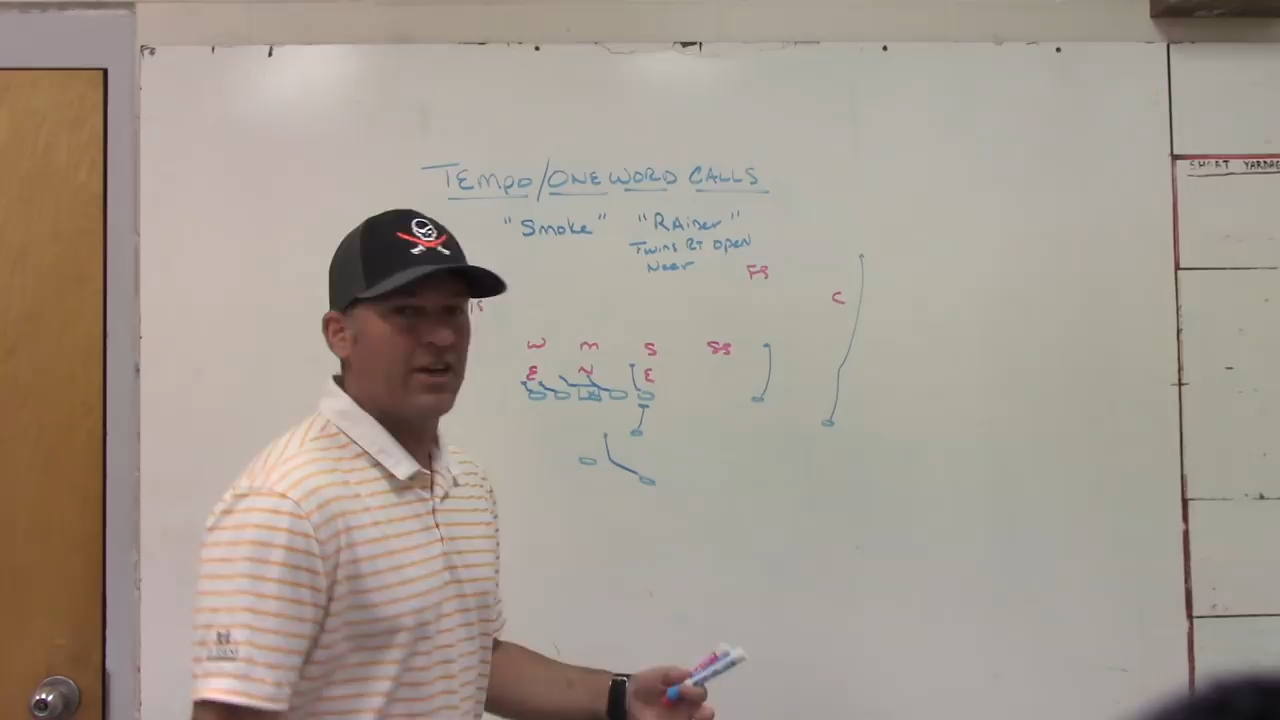 TEMPO/ONE WORD CALLS
"Smoke" "RAider"
Twins RT open
Near
FS
C
W M S SS
E N E
SHORT YARDAGE